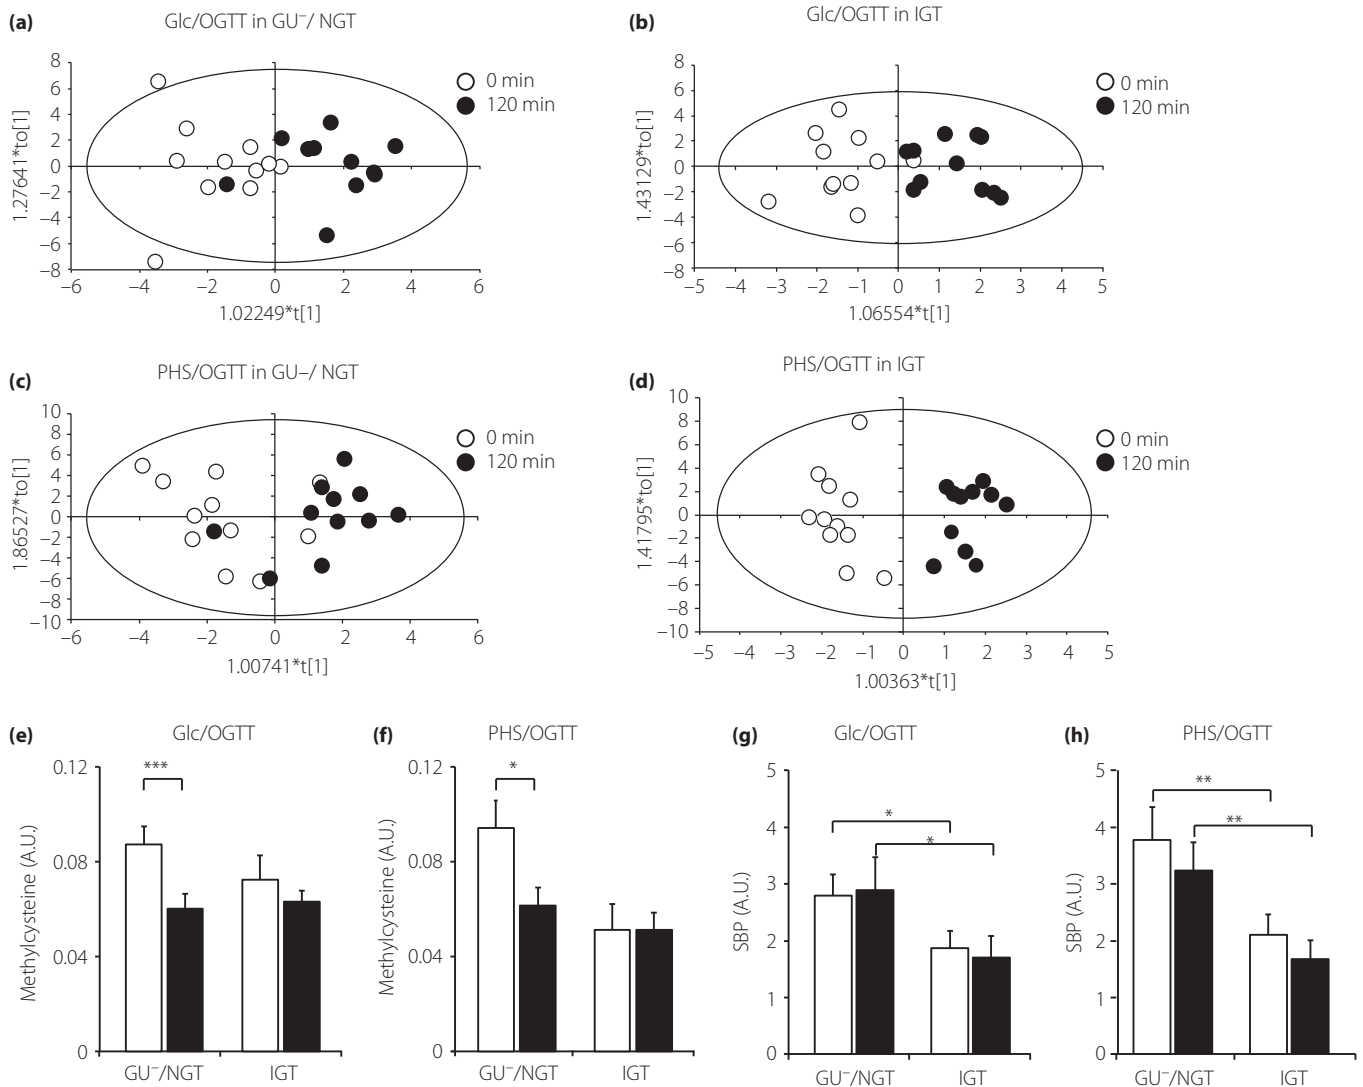 (a)
Glc/OGTT in GU⁻/ NGT
8
6
4
2
0
−2
−4
−6
−8
1.27641*to[1]
−6 −4 −2 0 2 4 6
1.02249*t[1]
0 min
120 min
(b)
Glc/OGTT in IGT
8
6
4
2
0
−2
−4
−6
−8
1.43129*to[1]
−5 −4 −3 −2 −1 0 1 2 3 4 5
1.06554*t[1]
0 min
120 min
(c)
PHS/OGTT in GU−/ NGT
10
8
6
4
2
0
−2
−4
−6
−8
−10
1.86527*to[1]
−6 −4 −2 0 2 4 6
1.00741*t[1]
0 min
120 min
(d)
PHS/OGTT in IGT
10
8
6
4
2
0
−2
−4
−6
−8
−10
1.41795*to[1]
−5 −4 −3 −2 −1 0 1 2 3 4 5
1.00363*t[1]
0 min
120 min
(e)
Glc/OGTT
0.12
0.08
0.04
0
Methylcysteine (A.U.)
***
GU⁻/NGT IGT
(f)
PHS/OGTT
0.12
0.08
0.04
0
Methylcysteine (A.U.)
*
GU⁻/NGT IGT
(g)
Glc/OGTT
5
4
3
2
1
0
SBP (A.U.)
*
*
GU⁻/NGT IGT
(h)
PHS/OGTT
5
4
3
2
1
0
SBP (A.U.)
**
**
GU⁻/NGT IGT